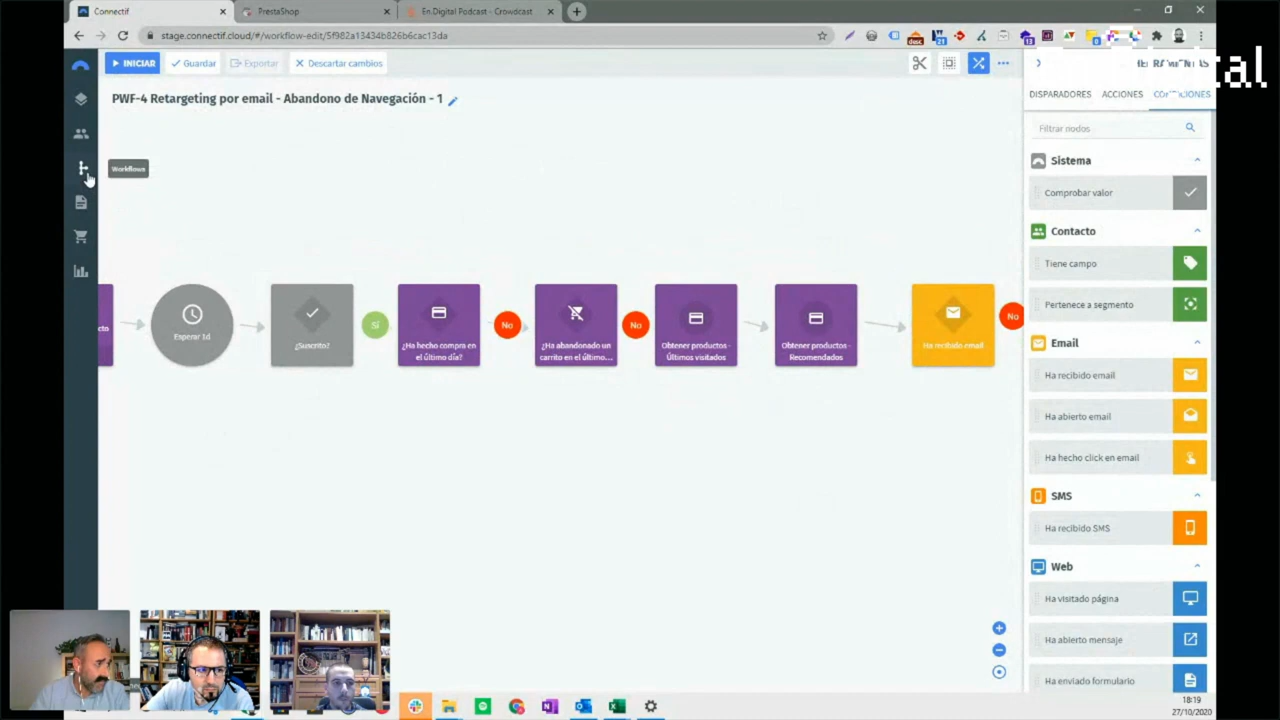 Connectif
PrestaShop
En.Digital Podcast - Crowdcast
stage.connectif.cloud/#/workflow-edit/5f982a13434b826b6cac13da
INICIAR
Guardar
Exportar
Descartar cambios
tal
PWF-4 Retargeting por email - Abandono de Navegación - 1
DISPARADORES
ACCIONES
Filtrar nodos
Workflows
Sistema
Comprobar valor
Contacto
Tiene campo
Pertenece a segmento
Email
Ha recibido email
Ha abierto email
Ha hecho click en email
SMS
Ha recibido SMS
Web
Ha visitado página
Ha abierto mensaje
Ha enviado formulario
cto
Esperar 1d
¿Suscrito?
Sí
¿Ha hecho compra en
el último día?
No
¿Ha abandonado un
carrito en el último...
No
Obtener productos -
Últimos visitados
Obtener productos -
Recomendados
Ha recibido email
No
18:19
27/10/2020